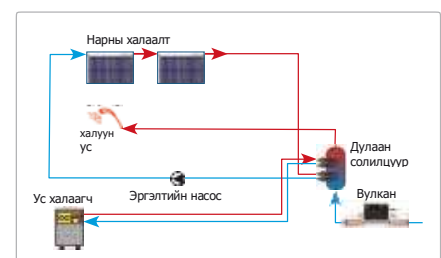 Нарны халаалт
халуун
ус
Дулаан
солилцуур
Эргэлтийн насос
Вулкан
Ус халаагч